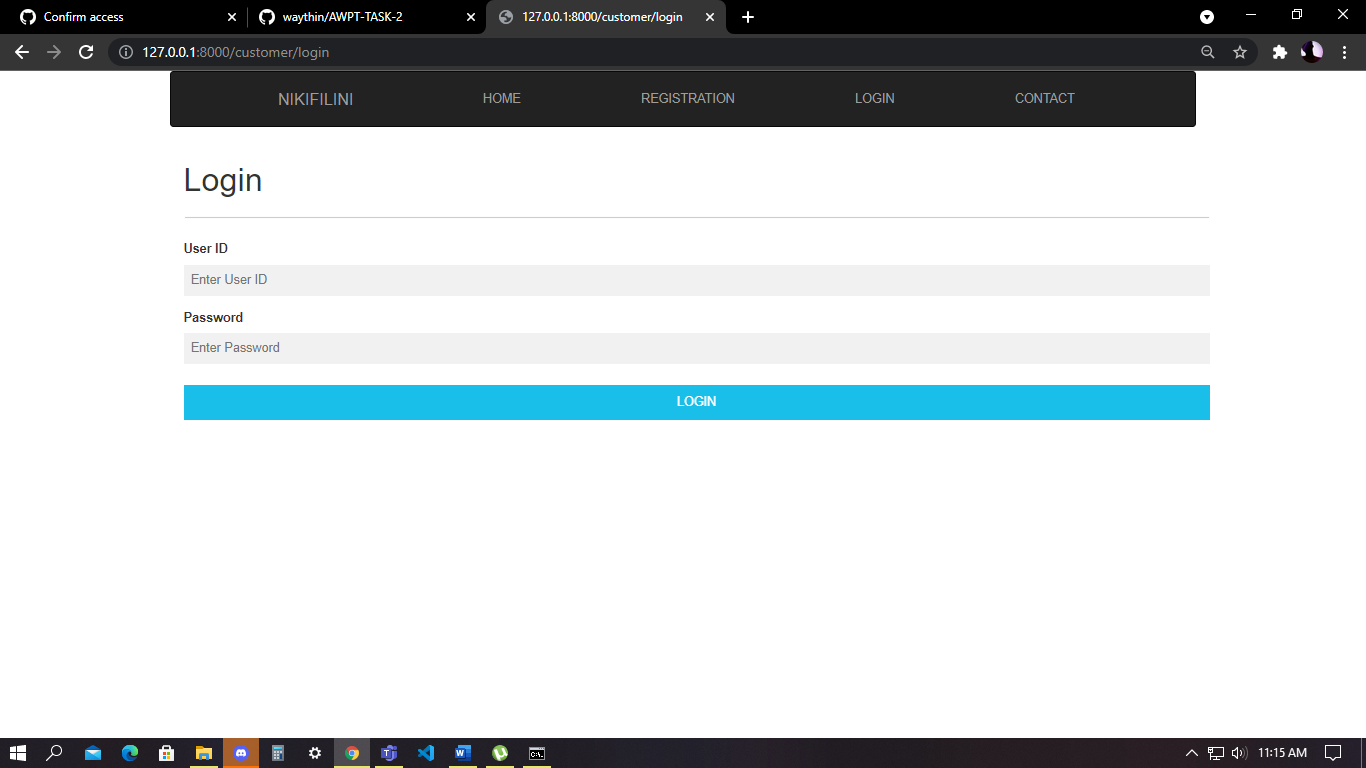 Confirm access
waythin/AWPT-TASK-2
127.0.0.1:8000/customer/login
127.0.0.1:8000/customer/login
NIKIFILINI HOME REGISTRATION LOGIN CONTACT
Login
User ID
Enter User ID
Password
Enter Password
LOGIN
11:15 AM